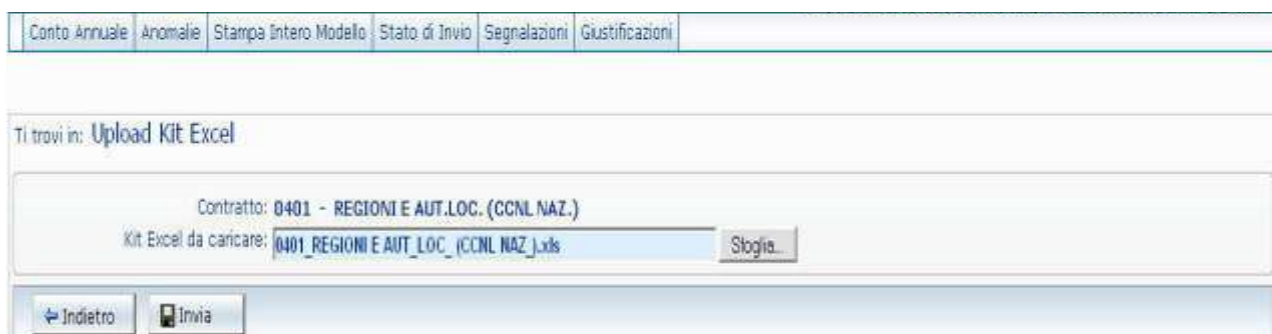 Conto Annuale Anomalie Stampa Intero Modello Stato di Invio Segnalazioni Giustificazioni
Ti trovi in: Upload Kit Excel
Contratto: 0401 - REGIONI E AUT.LOC. (CCNL NAZ.)
Kit Excel da caricare: 0401_REGIONI E AUT_LOC_ (CCNL NAZ_).xls Sfoglia...
Indietro Invia